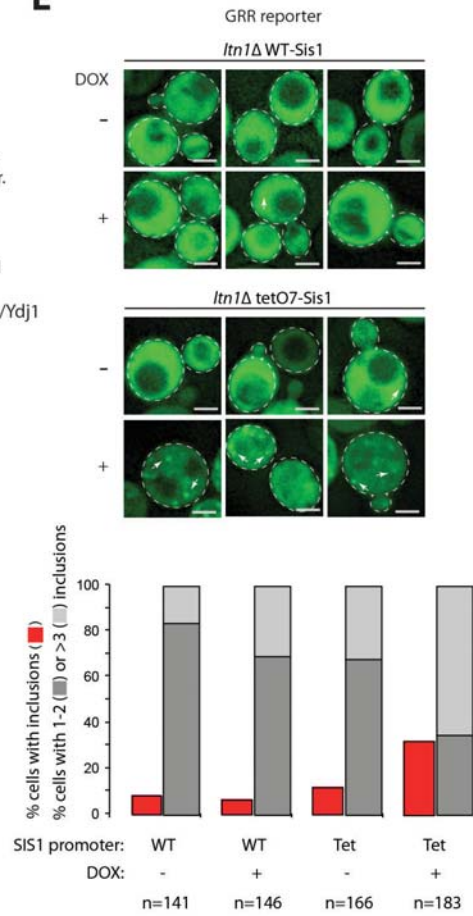 E
GRR reporter
ltn1Δ WT-Sis1
DOX
-
+
r.
/Ydj1
ltn1Δ tetO7-Sis1
-
+
% cells with inclusions ( )
% cells with 1-2 ( ) or >3 ( ) inclusions
100
80
60
40
20
0
SIS1 promoter: WT WT Tet Tet
DOX: - + - +
n=141 n=146 n=166 n=183